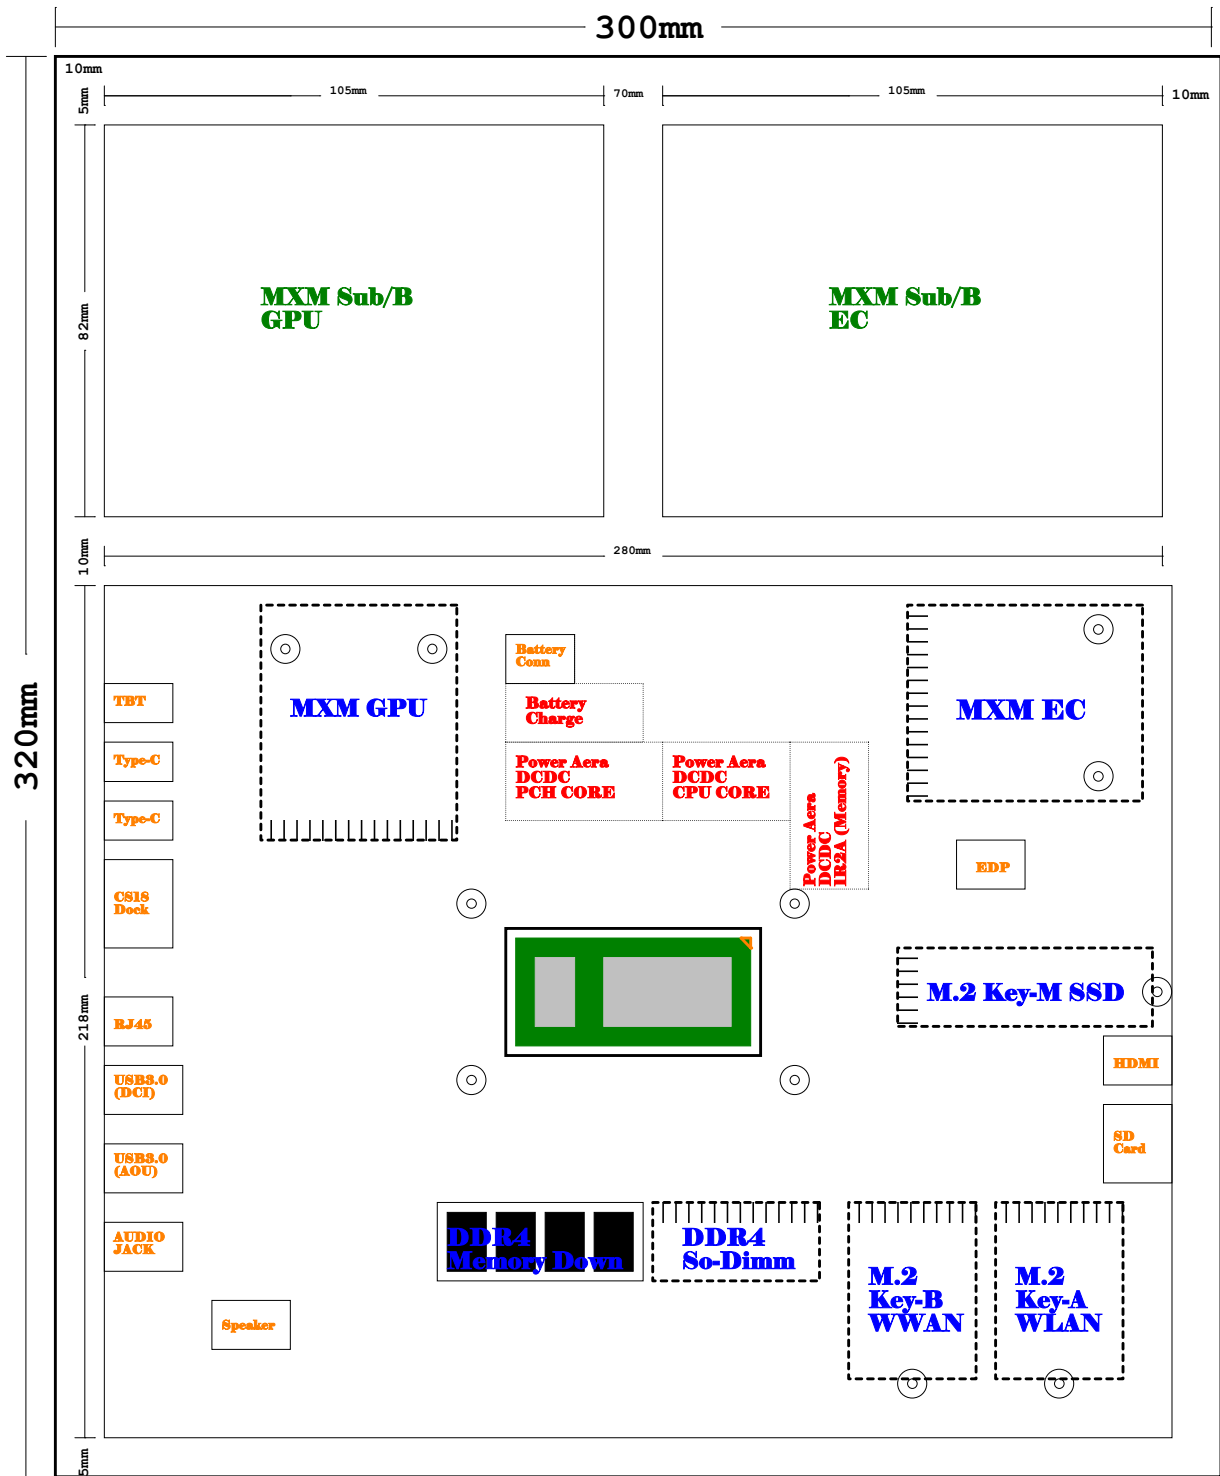 300mm
10mm
5mm
105mm
70mm
105mm
10mm
82mm
MXM Sub/B
GPU
MXM Sub/B
EC
10mm
280mm
320mm
218mm
5mm
MXM GPU
Battery
Conn
Battery
Charge
Power Aera
DCDC
PCH CORE
Power Aera
DCDC
CPU CORE
Power Aera
DCDC
1R2A (Memory)
MXM EC
TBT
Type-C
Type-C
CS18
Dock
EDP
M.2 Key-M SSD
RJ45
HDMI
USB3.0
(DCI)
SD
Card
USB3.0
(AOU)
AUDIO
JACK
DDR4
Memory Down
DDR4
So-Dimm
M.2
Key-B
WWAN
M.2
Key-A
WLAN
Speaker